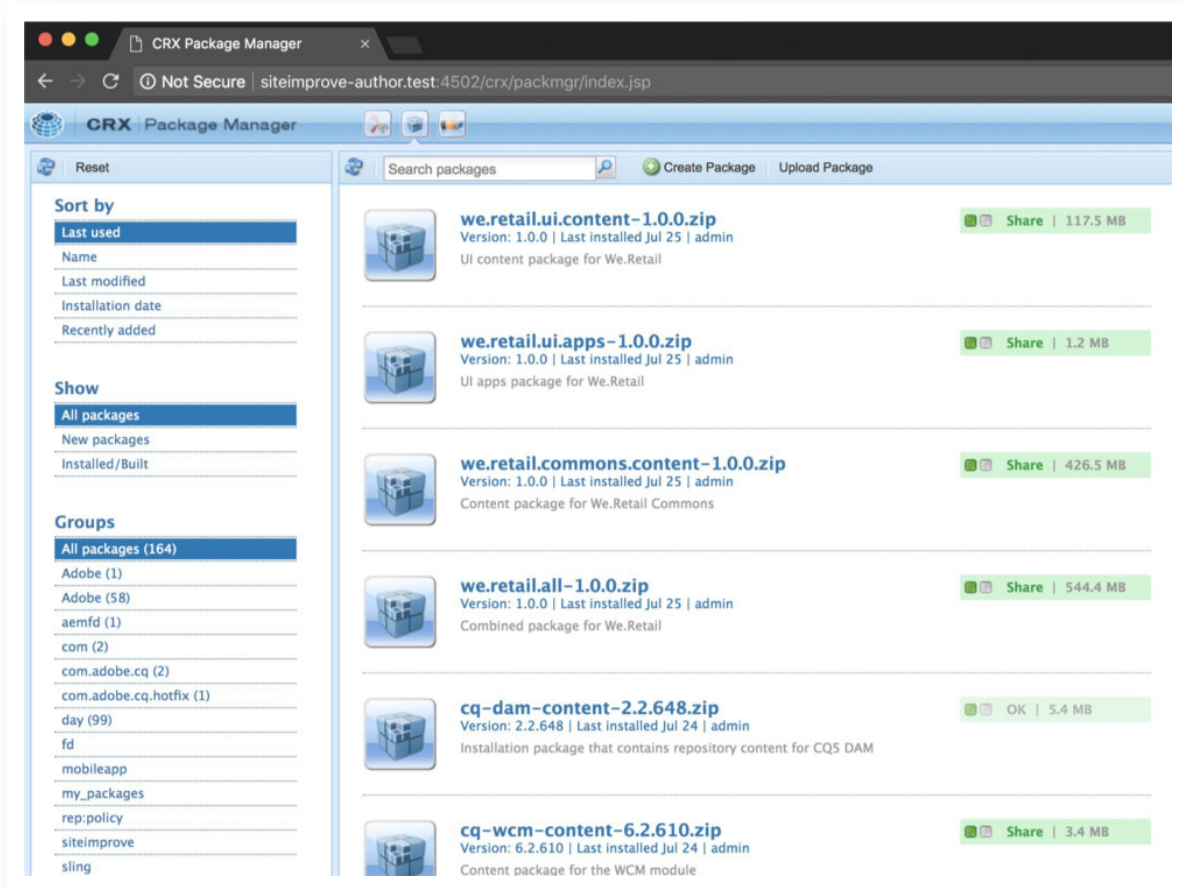 CRX Package Manager
Not Secure | siteimprove-author.test:4502/crx/packmgr/index.jsp
CRX Package Manager
Reset
Search packages
Create Package
Upload Package
Sort by
Last used
Name
Last modified
Installation date
Recently added
Show
All packages
New packages
Installed/Built
Groups
All packages (164)
Adobe (1)
Adobe (58)
aemfd (1)
com (2)
com.adobe.cq (2)
com.adobe.cq.hotfix (1)
day (99)
fd
mobileapp
my_packages
rep:policy
siteimprove
sling
we.retail.ui.content-1.0.0.zip
Version: 1.0.0 | Last installed Jul 25 | admin
UI content package for We.Retail
Share | 117.5 MB
we.retail.ui.apps-1.0.0.zip
Version: 1.0.0 | Last installed Jul 25 | admin
UI apps package for We.Retail
Share | 1.2 MB
we.retail.commons.content-1.0.0.zip
Version: 1.0.0 | Last installed Jul 25 | admin
Content package for We.Retail Commons
Share | 426.5 MB
we.retail.all-1.0.0.zip
Version: 1.0.0 | Last installed Jul 25 | admin
Combined package for We.Retail
Share | 544.4 MB
cq-dam-content-2.2.648.zip
Version: 2.2.648 | Last installed Jul 24 | admin
Installation package that contains repository content for CQ5 DAM
OK | 5.4 MB
cq-wcm-content-6.2.610.zip
Version: 6.2.610 | Last installed Jul 24 | admin
Content package for the WCM module
Share | 3.4 MB